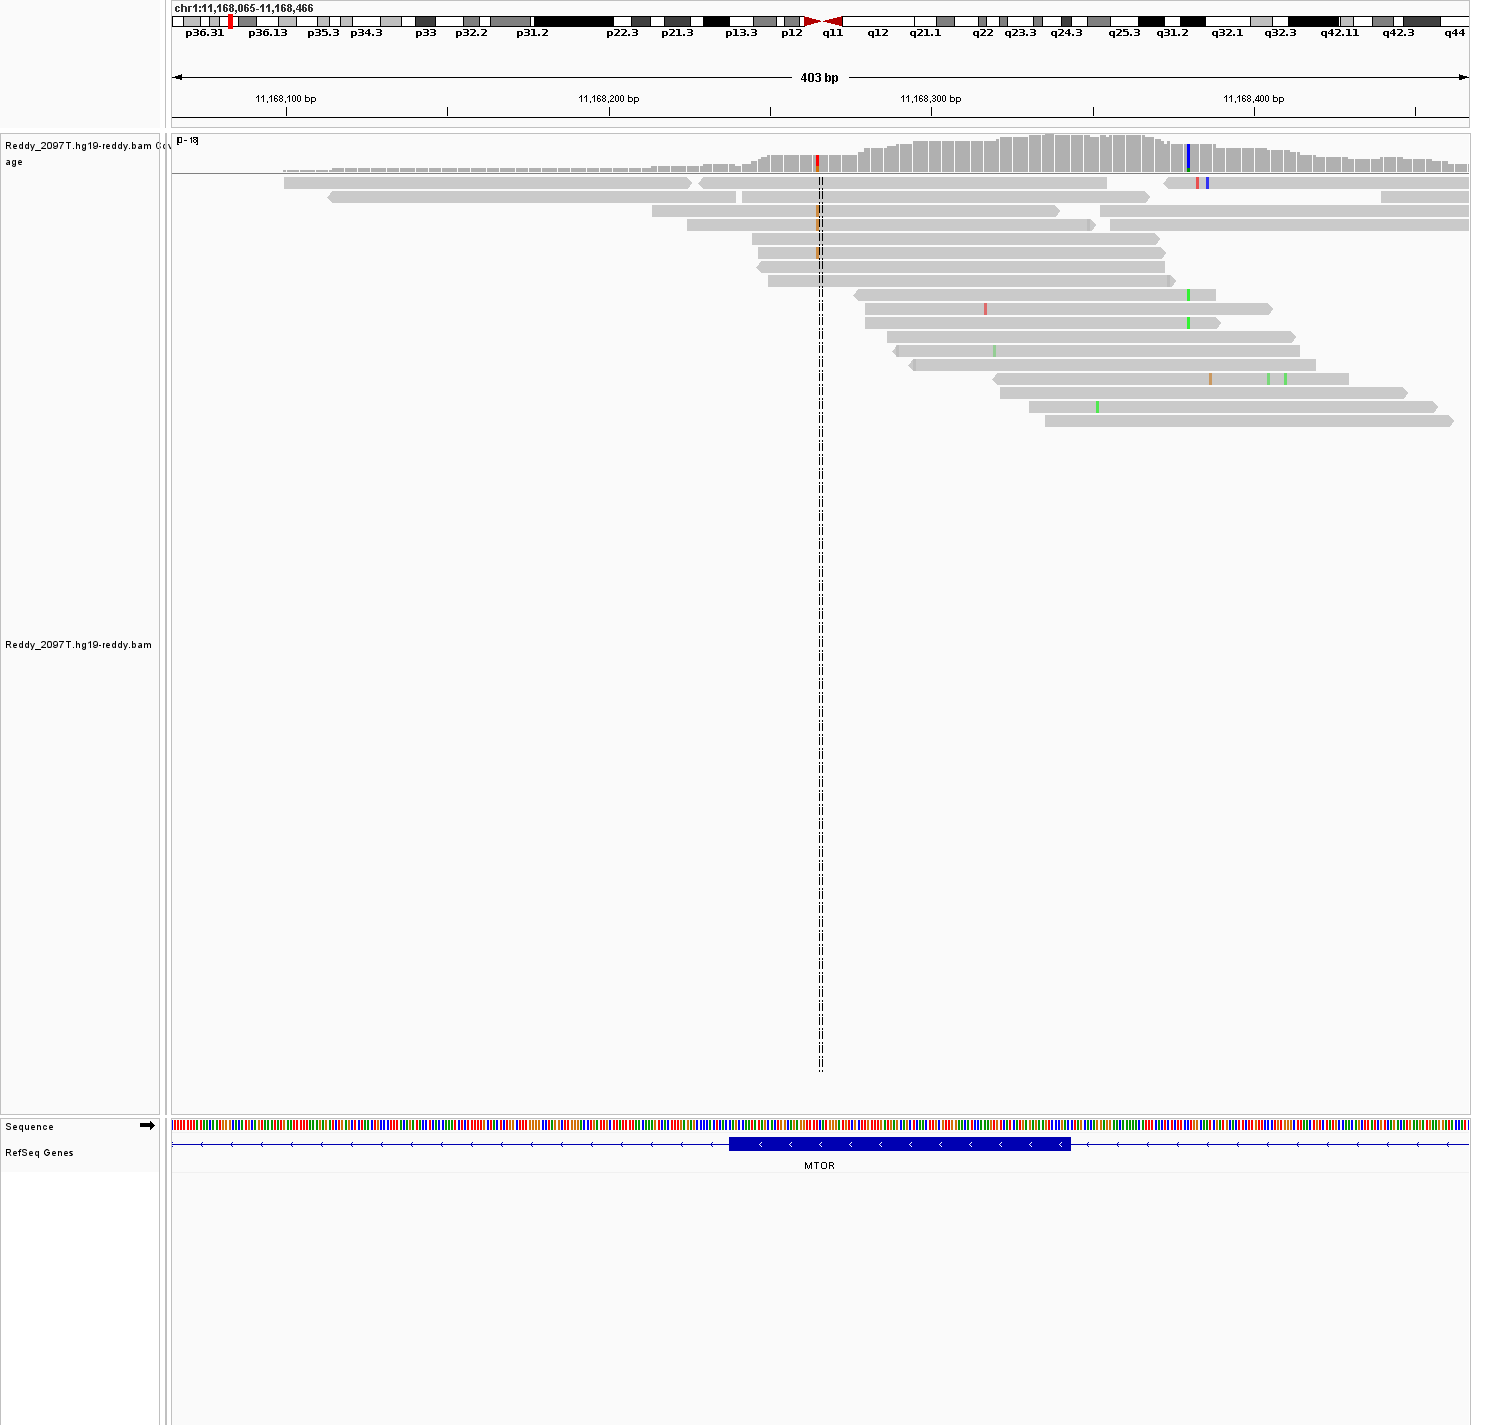 chr1:11,168,065-11,168,466
p36.31 p36.13 p35.3 p34.3 p33 p32.2 p31.2 p22.3 p21.3 p13.3 p12 q11 q12 q21.1 q22 q23.3 q24.3 q25.3 q31.2 q32.1 q32.3 q42.11 q42.3 q44
403 bp
11,168,100 bp 11,168,200 bp 11,168,300 bp 11,168,400 bp
Reddy_2097T.hg19-reddy.bam Cov
age
[0 - 18]
Reddy_2097T.hg19-reddy.bam
Sequence
RefSeq Genes
MTOR